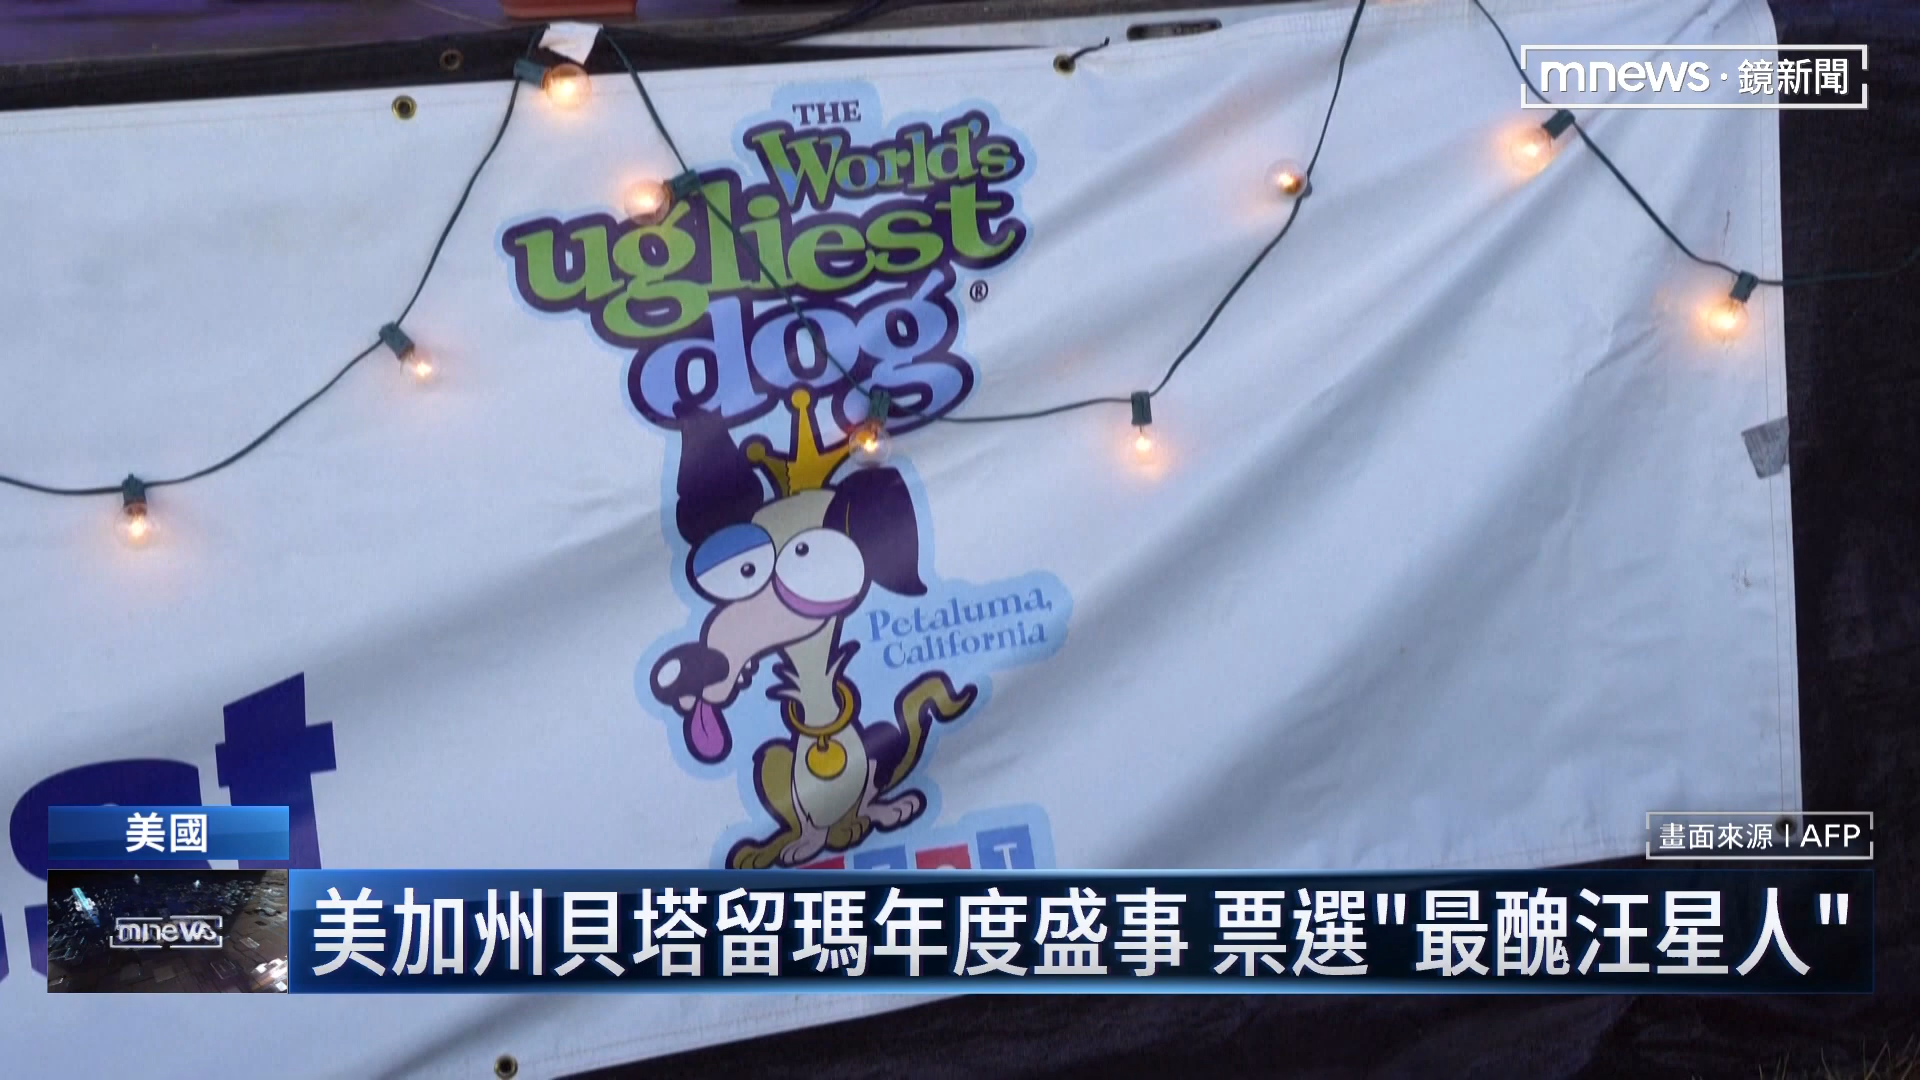 mnews·鏡新聞
THE
World's
ugliest
dog®
Petaluma,
California
美國
畫面來源 | AFP
mnews
美加州貝塔留瑪年度盛事 票選"最醜汪星人"